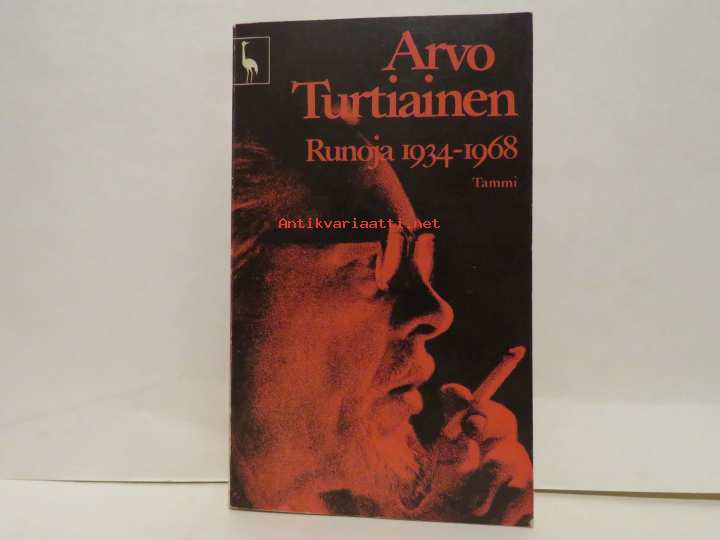 Arvo
Turtiainen
Runoja 1934-1968
Tammi
Antikvariaatti.net